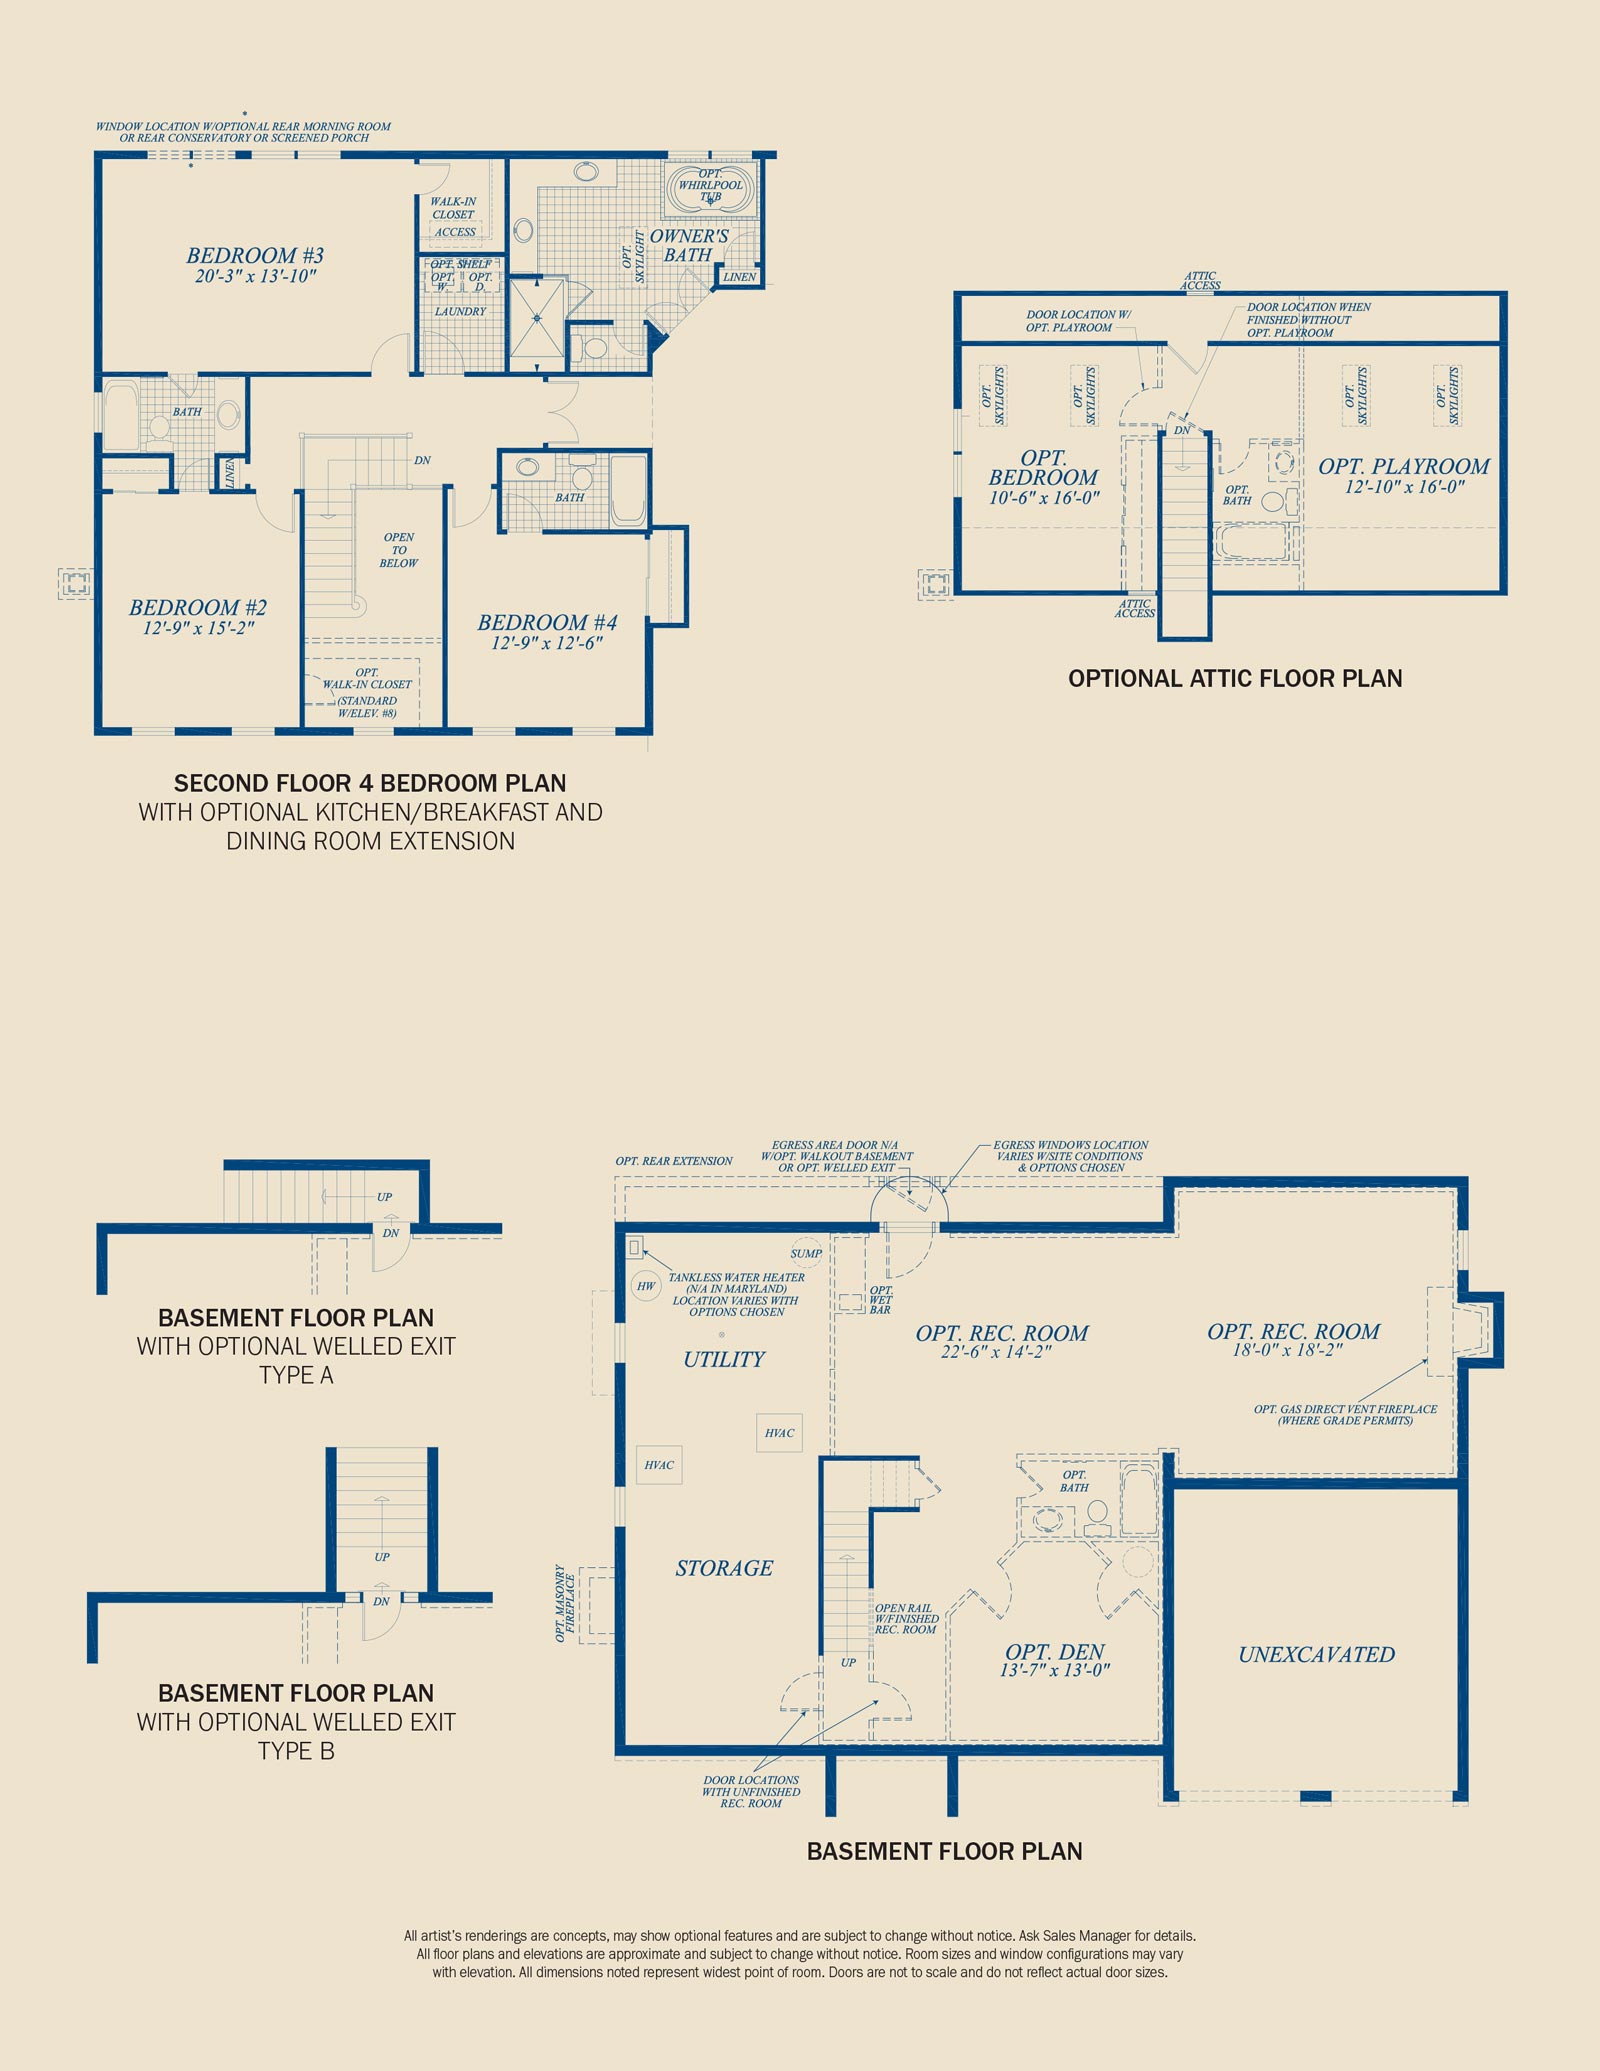 *
WINDOW LOCATION W/OPTIONAL REAR MORNING ROOM
OR REAR CONSERVATORY OR SCREENED PORCH
*
BEDROOM #3
20'-3" x 13'-10"
WALK-IN
CLOSET
ACCESS
OPT. SHELF
OPT.
W.
OPT.
D.
LAUNDRY
OPT.
WHIRLPOOL
TUB
OPT.
SKYLIGHT
OWNER'S
BATH
LINEN
BATH
LINEN
DN
BATH
OPEN
TO
BELOW
BEDROOM #2
12'-9" x 15'-2"
BEDROOM #4
12'-9" x 12'-6"
OPT.
WALK-IN CLOSET
(STANDARD
W/ELEV. #8)
SECOND FLOOR 4 BEDROOM PLAN
WITH OPTIONAL KITCHEN/BREAKFAST AND
DINING ROOM EXTENSION
ATTIC
ACCESS
DOOR LOCATION W/
OPT. PLAYROOM
DOOR LOCATION WHEN
FINISHED WITHOUT
OPT. PLAYROOM
OPT.
SKYLIGHTS
OPT.
SKYLIGHTS
OPT.
SKYLIGHTS
OPT.
SKYLIGHTS
DN
OPT.
BEDROOM
10'-6" x 16'-0"
OPT.
BATH
OPT. PLAYROOM
12'-10" x 16'-0"
ATTIC
ACCESS
OPTIONAL ATTIC FLOOR PLAN
UP
DN
BASEMENT FLOOR PLAN
WITH OPTIONAL WELLED EXIT
TYPE A
UP
DN
BASEMENT FLOOR PLAN
WITH OPTIONAL WELLED EXIT
TYPE B
OPT. REAR EXTENSION
EGRESS AREA DOOR N/A
W/OPT. WALKOUT BASEMENT
OR OPT. WELLED EXIT
EGRESS WINDOWS LOCATION
VARIES W/SITE CONDITIONS
& OPTIONS CHOSEN
SUMP
HW
TANKLESS WATER HEATER
(N/A IN MARYLAND)
LOCATION VARIES WITH
OPTIONS CHOSEN
OPT.
WET
BAR
UTILITY
OPT. REC. ROOM
22'-6" x 14'-2"
OPT. REC. ROOM
18'-0" x 18'-2"
OPT. GAS DIRECT VENT FIREPLACE
(WHERE GRADE PERMITS)
HVAC
HVAC
OPT.
BATH
STORAGE
OPT. MASONRY
FIREPLACE
OPEN RAIL
W/FINISHED
REC. ROOM
UP
OPT. DEN
13'-7" x 13'-0"
UNEXCAVATED
DOOR LOCATIONS
WITH UNFINISHED
REC. ROOM
BASEMENT FLOOR PLAN
All artist's renderings are concepts, may show optional features and are subject to change without notice. Ask Sales Manager for details.
All floor plans and elevations are approximate and subject to change without notice. Room sizes and window configurations may vary
with elevation. All dimensions noted represent widest point of room. Doors are not to scale and do not reflect actual door sizes.